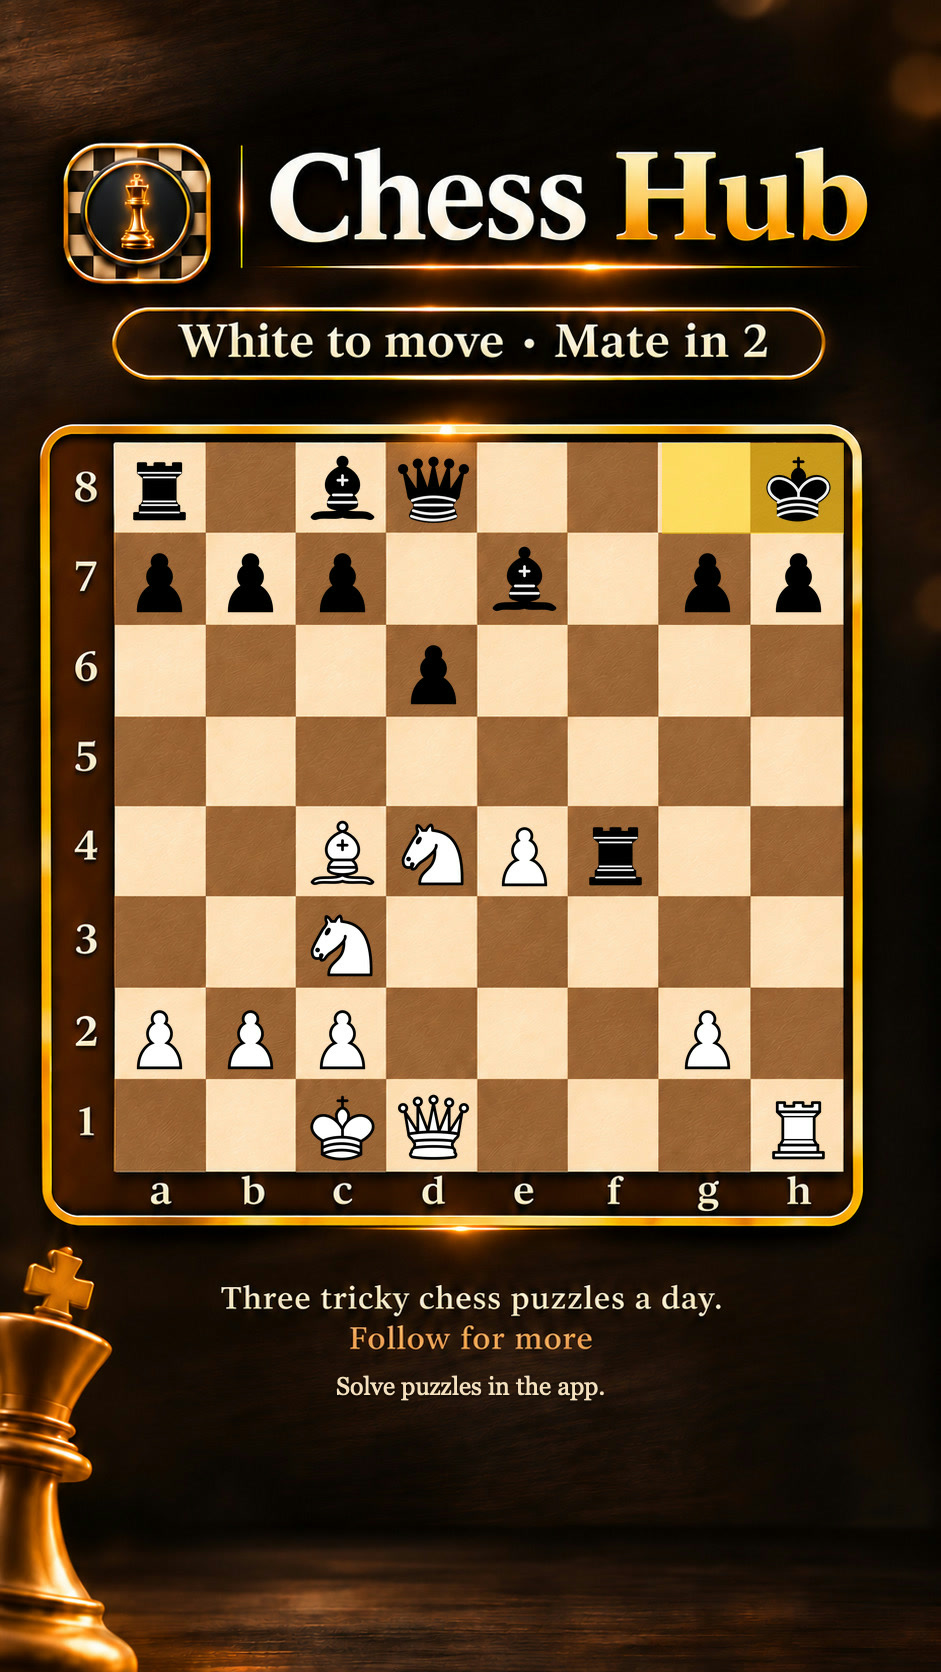 Chess Hub
White to move • Mate in 2
8
7
6
5
4
3
2
1
a b c d e f g h
Three tricky chess puzzles a day.
Follow for more
Solve puzzles in the app.